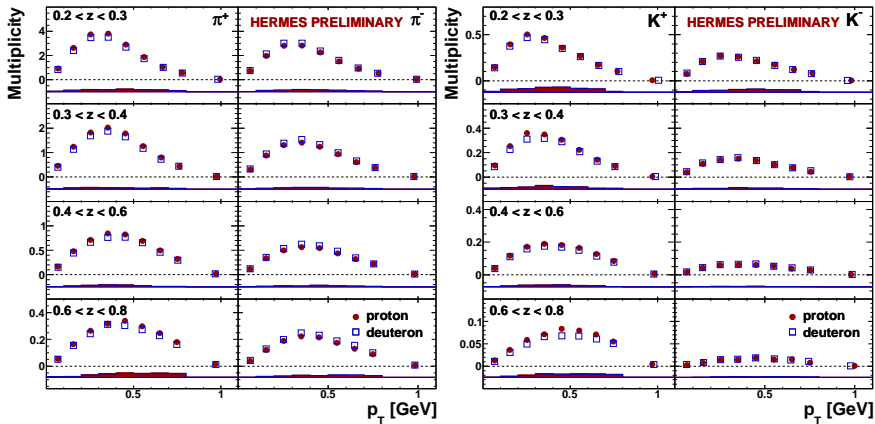 Multiplicity
0.2 < z < 0.3 π+ HERMES PRELIMINARY π-
4
2
0
0.3 < z < 0.4
2
1
0
0.4 < z < 0.6
1
0.5
0
0.6 < z < 0.8
proton
deuteron
0.4
0.2
0
0.5 1 0.5 1
pT [GeV]
Multiplicity
0.2 < z < 0.3 K+ HERMES PRELIMINARY K-
0.5
0
0.3 < z < 0.4
0.4
0.2
0
0.4 < z < 0.6
0.4
0.2
0
0.6 < z < 0.8
proton
deuteron
0.1
0.05
0
0.5 1 0.5 1
pT [GeV]